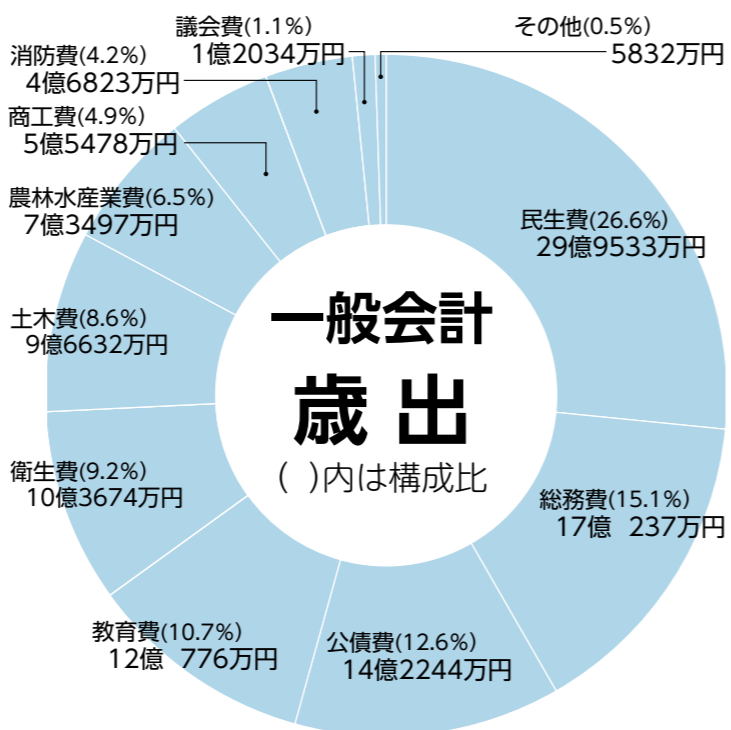 議会費(1.1%)
1億2034万円
その他(0.5%)
5832万円
消防費(4.2%)
4億6823万円
商工費(4.9%)
5億5478万円
農林水産業費(6.5%)
7億3497万円
民生費(26.6%)
29億9533万円
土木費(8.6%)
9億6632万円
一般会計
歳出
( )内は構成比
衛生費(9.2%)
10億3674万円
総務費(15.1%)
17億 237万円
教育費(10.7%)
12億 776万円
公債費(12.6%)
14億2244万円